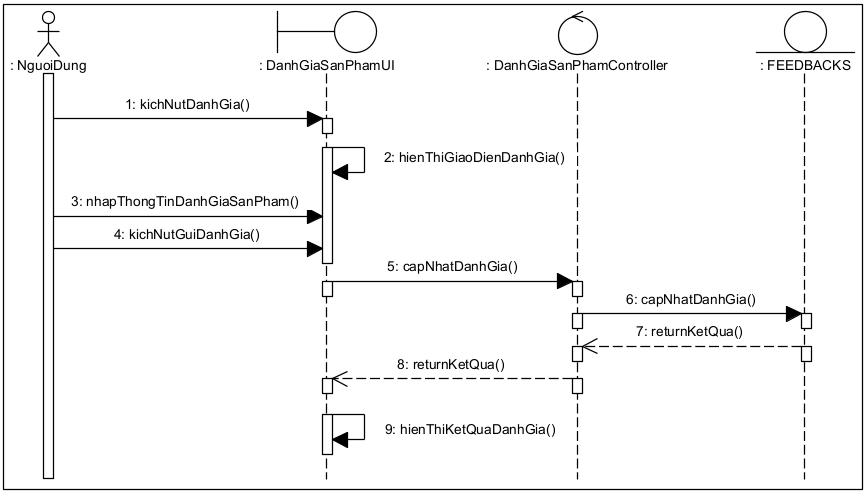 : NguoiDung
: DanhGiaSanPhamUI
: DanhGiaSanPhamController
: FEEDBACKS
1: kichNutDanhGia()
2: hienThiGiaoDienDanhGia()
3: nhapThongTinDanhGiaSanPham()
4: kichNutGuiDanhGia()
5: capNhatDanhGia()
6: capNhatDanhGia()
7: returnKetQua()
8: returnKetQua()
9: hienThiKetQuaDanhGia()